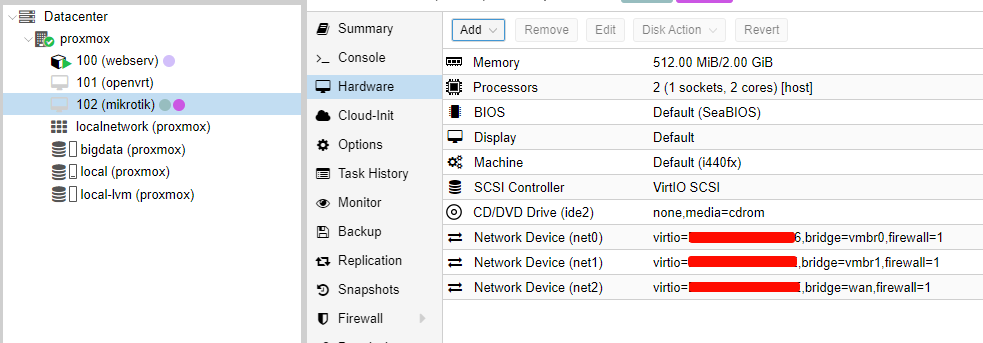 Datacenter
proxmox
100 (webserv)
101 (openvrt)
102 (mikrotik)
localnetwork (proxmox)
bigdata (proxmox)
local (proxmox)
local-lvm (proxmox)
Summary
>_ Console
Hardware
Cloud-Init
Options
Task History
Monitor
Backup
Replication
Snapshots
Firewall
Add Remove Edit Disk Action Revert
Memory 512.00 MiB/2.00 GiB
Processors 2 (1 sockets, 2 cores) [host]
BIOS Default (SeaBIOS)
Display Default
Machine Default (i440fx)
SCSI Controller VirtIO SCSI
CD/DVD Drive (ide2) none,media=cdrom
Network Device (net0) virtio= 6,bridge=vmbr0,firewall=1
Network Device (net1) virtio= ,bridge=vmbr1,firewall=1
Network Device (net2) virtio= ,bridge=wan,firewall=1